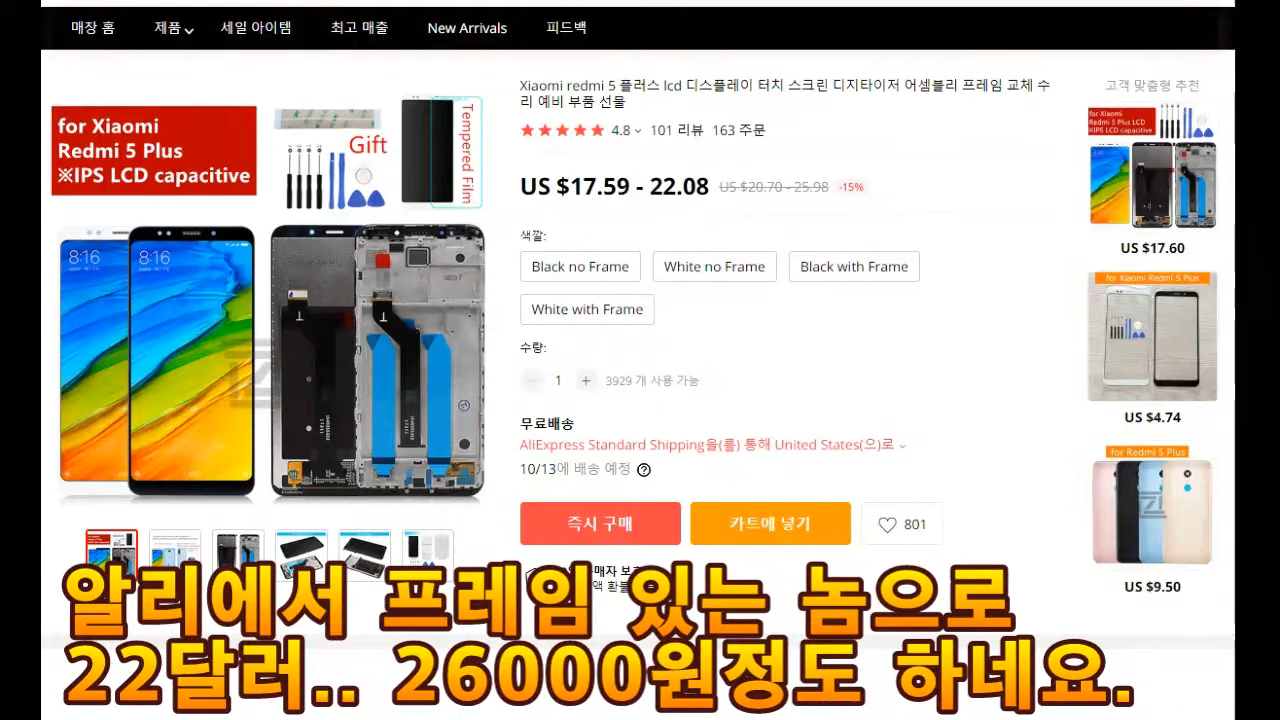 매장 홈
제품
세일 아이템
최고 매출
New Arrivals
피드백
for Xiaomi
Redmi 5 Plus
※IPS LCD capacitive
Gift
Tempered Film
8:16
8:16
Xiaomi redmi 5 플러스 lcd 디스플레이 터치 스크린 디지타이저 어셈블리 프레임 교체 수
리 예비 부품 선물
4.8 101 리뷰 163 주문
US $17.59 - 22.08 US $20.70 - 25.98 -15%
색깔:
Black no Frame
White no Frame
Black with Frame
White with Frame
수량:
− 1 + 3929 개 사용 가능
무료배송
AliExpress Standard Shipping을(를) 통해 United States(으)로
10/13에 배송 예정 ?
즉시 구매
카트에 넣기
801
고객 맞춤형 추천
for Xiaomi
Redmi 5 Plus LCD
※IPS LCD capacitive
US $17.60
for Xiaomi Redmi 5 Plus
US $4.74
for Redmi 5 Plus
US $9.50
알리에서 프레임 있는 놈으로
22달러.. 26000원정도 하네요.